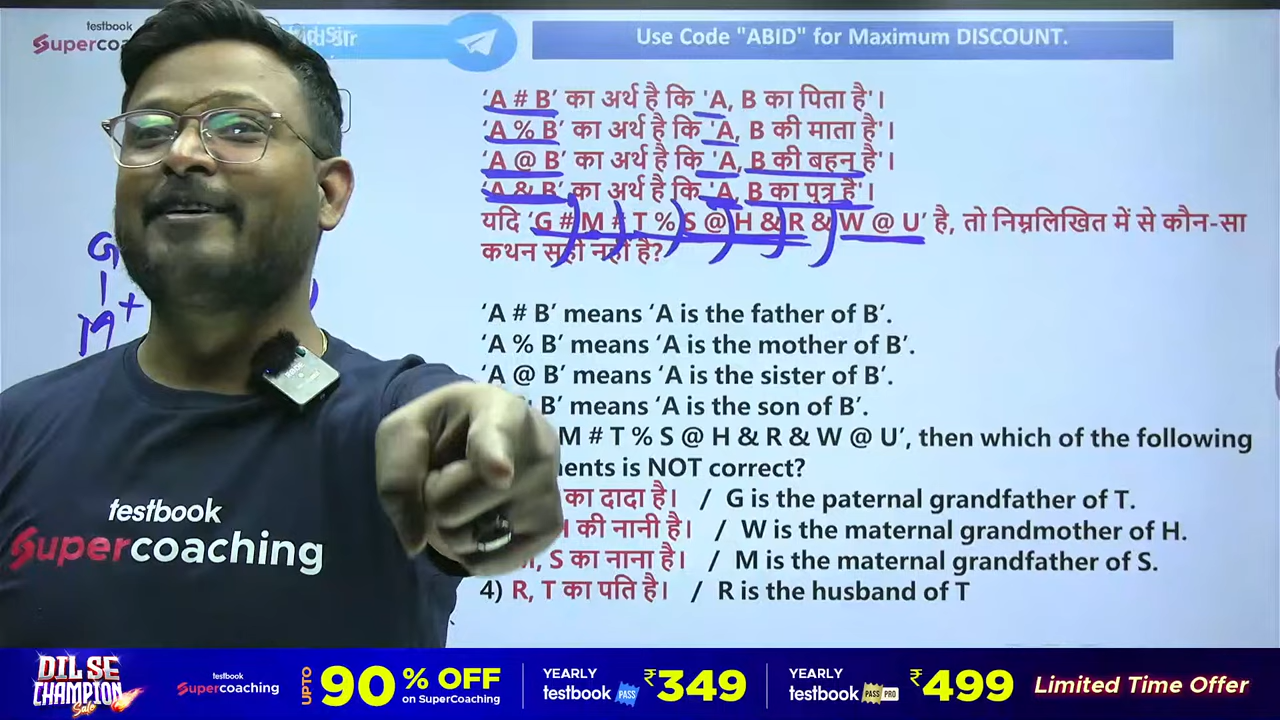 testbook
Supercoa
Use Code "ABID" for Maximum DISCOUNT.
'A # B' का अर्थ है कि 'A, B का पिता है'।
'A % B' का अर्थ है कि 'A, B की माता है'।
'A @ B' का अर्थ है कि 'A, B की बहन है'।
'A & B' का अर्थ है कि 'A, B का पुत्र है'।
यदि 'G # M # T % S @ H & R & W @ U' है, तो निम्नलिखित में से कौन-सा
कथन सही नहीं है?
G
M +
'A # B' means 'A is the father of B'.
'A % B' means 'A is the mother of B'.
'A @ B' means 'A is the sister of B'.
B' means 'A is the son of B'.
M # T % S @ H & R & W @ U', then which of the following
ents is NOT correct?
का दादा है। / G is the paternal grandfather of T.
की नानी है। / W is the maternal grandmother of H.
S का नाना है। / M is the maternal grandfather of S.
4) R, T का पति है। / R is the husband of T
testbook
Supercoaching
DIL SE
CHAMPION
Sale
testbook
Supercoaching
UPTO 90% OFF
on SuperCoaching
YEARLY
testbook PASS
₹349
YEARLY
testbook PASS PRO
₹499
Limited Time Offer